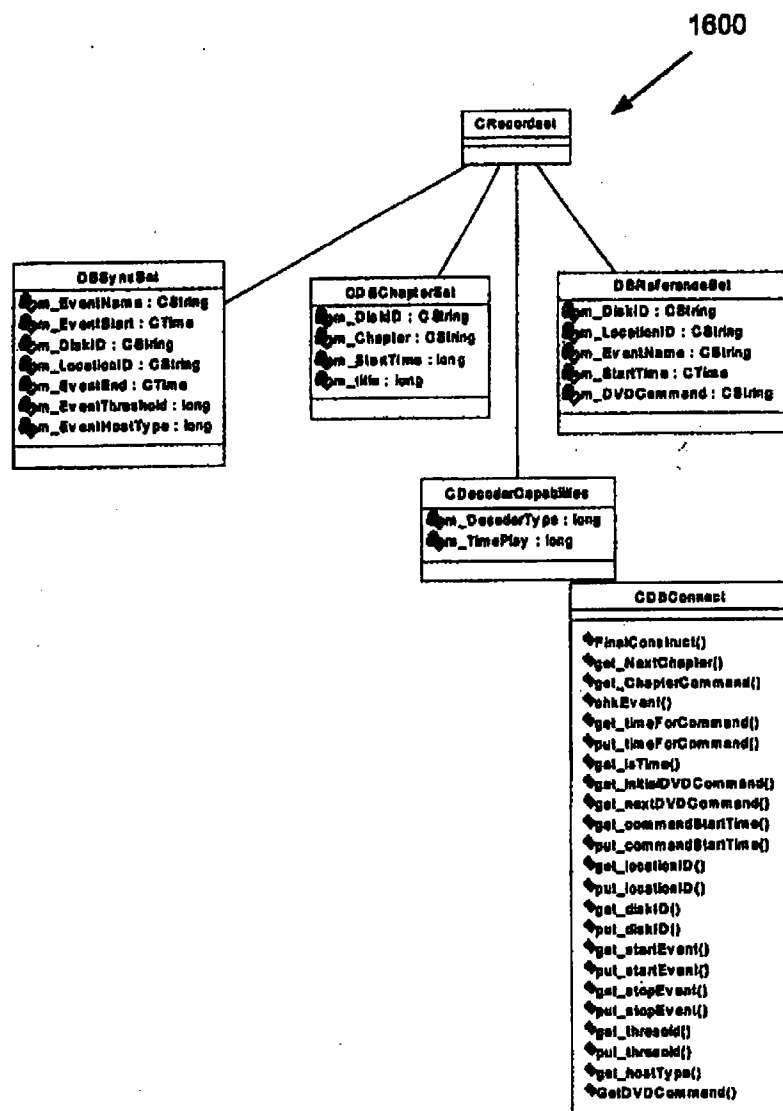 1600
CRecordset
DBSyncSet
m_EventName : CString
m_EventStart : CTime
m_DiskID : CString
m_LocationID : CString
m_EventEnd : CTime
m_EventThreshold : long
m_EventHostType : long
CDBChapterSet
m_DiskID : CString
m_Chapter : CString
m_StartTime : long
m_title : long
DBReferenceSet
m_DiskID : CString
m_LocationID : CString
m_EventName : CString
m_StartTime : CTime
m_DVDCommand : CString
CDecoderCapabilites
m_DecoderType : long
m_TimePlay : long
CDBConnect
FinalConstruct()
get_NextChapter()
get_ChapterCommand()
chkEvent()
get_timeForCommand()
put_timeForCommand()
get_isTime()
get_initialDVDCommand()
get_nextDVDCommand()
get_commandStartTime()
put_commandStartTime()
get_locationID()
put_locationID()
get_diskID()
put_diskID()
get_startEvent()
put_startEvent()
get_stopEvent()
put_stopEvent()
get_thresold()
put_thresold()
get_hostType()
GetDVDCommand()